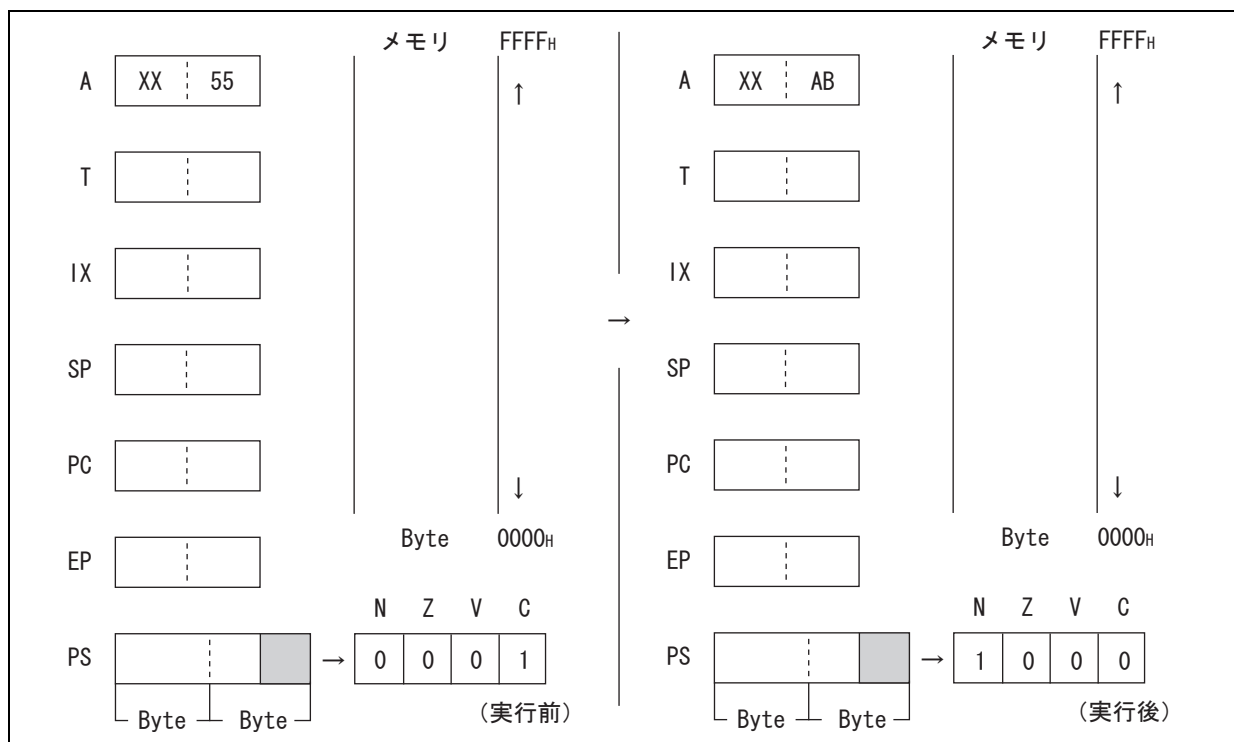 メモリ FFFFH
A XX 55 ↑
T
IX
SP
PC ↓
Byte 0000H
EP
N Z V C
PS → 0 0 0 1
Byte Byte (実行前)
→
メモリ FFFFH
A XX AB ↑
T
IX
SP
PC ↓
Byte 0000H
EP
N Z V C
PS → 1 0 0 0
Byte Byte (実行後)